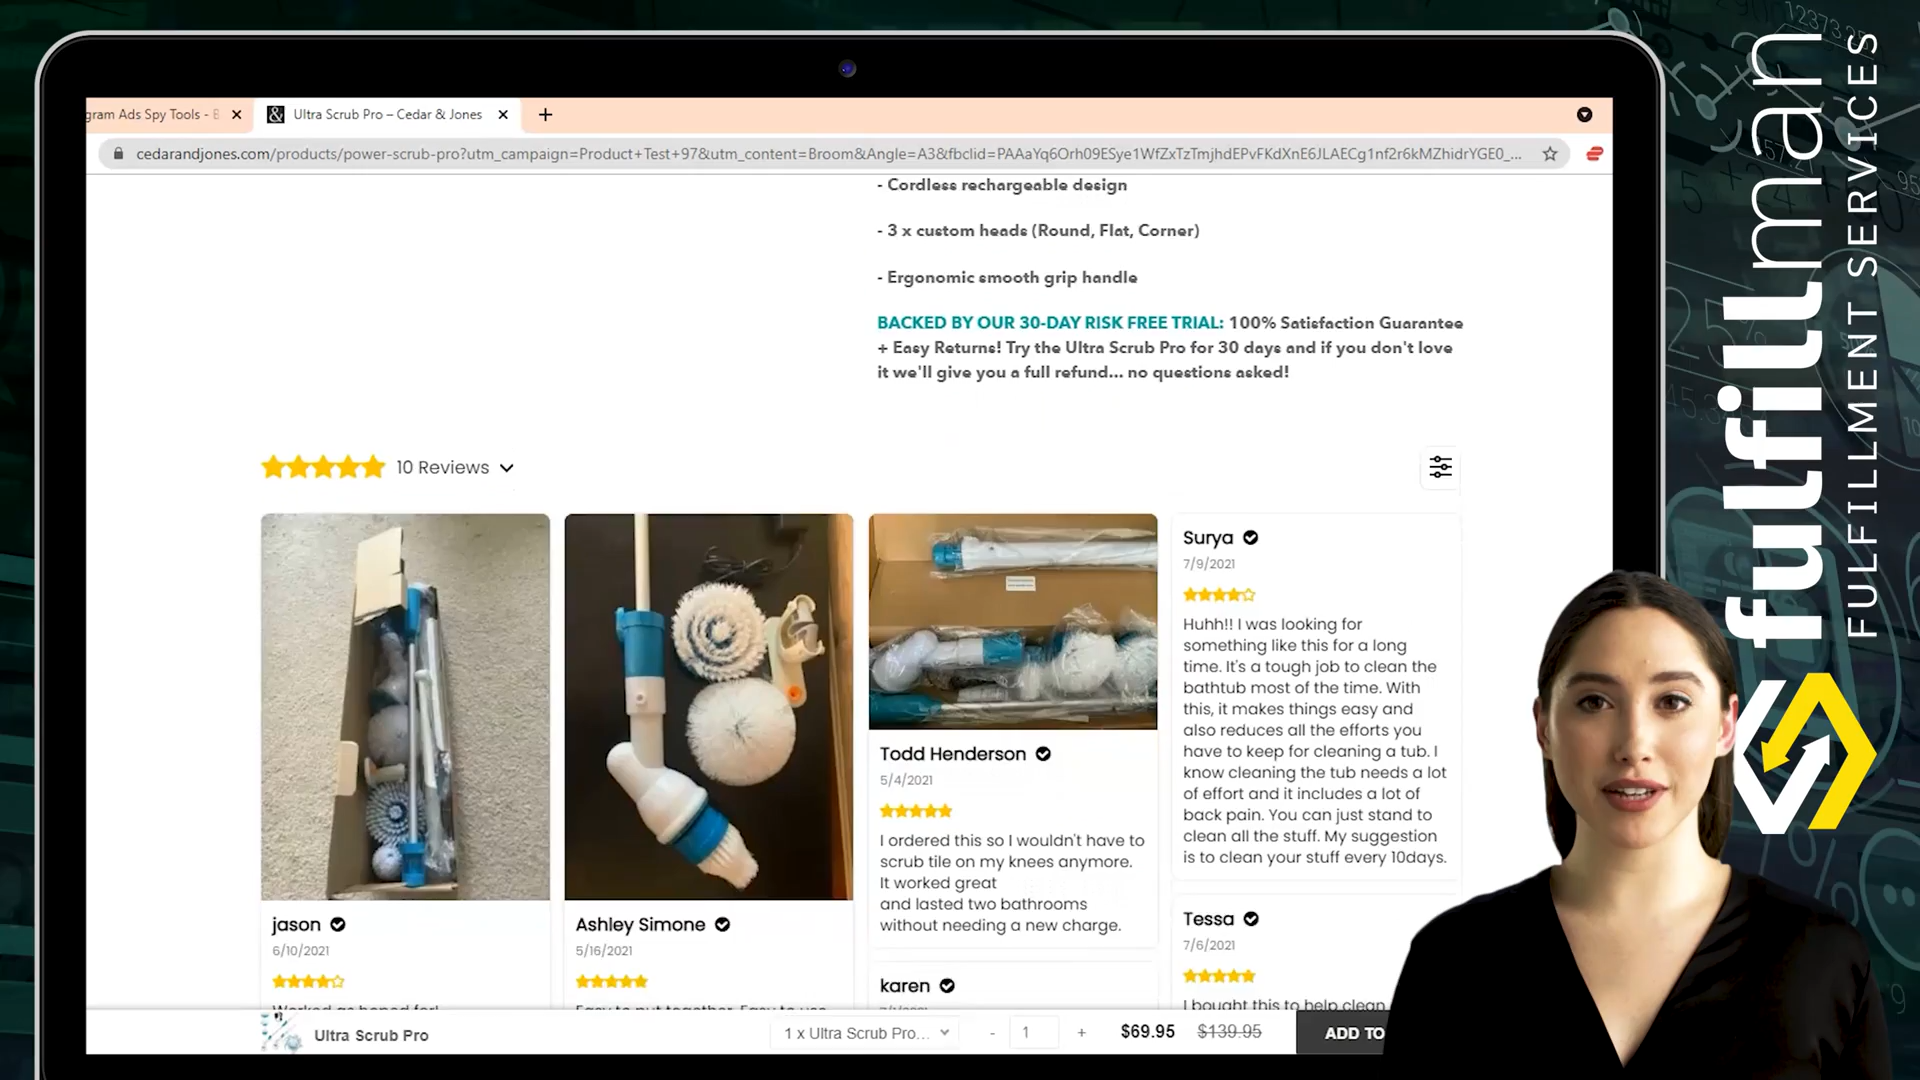 gram Ads Spy Tools -
Ultra Scrub Pro – Cedar & Jones
cedarandjones.com/products/power-scrub-pro?utm_campaign=Product+Test+97&utm_content=Broom&Angle=A3&fbclid=PAAaYq6Orh09ESye1WfZxTzTmjhdEPvFKdXnE6JLAECg1nf2r6kMZhidrYGE0_...
- Cordless rechargeable design
- 3 x custom heads (Round, Flat, Corner)
- Ergonomic smooth grip handle
BACKED BY OUR 30-DAY RISK FREE TRIAL: 100% Satisfaction Guarantee
+ Easy Returns! Try the Ultra Scrub Pro for 30 days and if you don't love
it we'll give you a full refund... no questions asked!
10 Reviews
jason
6/10/2021
Worked as hoped for!
Ashley Simone
5/16/2021
Easy to put together. Easy to use
Todd Henderson
5/4/2021
I ordered this so I wouldn't have to
scrub tile on my knees anymore.
It worked great
and lasted two bathrooms
without needing a new charge.
karen
Surya
7/9/2021
Huhh!! I was looking for
something like this for a long
time. It's a tough job to clean the
bathtub most of the time. With
this, it makes things easy and
also reduces all the efforts you
have to keep for cleaning a tub. I
know cleaning the tub needs a lot
of effort and it includes a lot of
back pain. You can just stand to
clean all the stuff. My suggestion
is to clean your stuff every 10days.
Tessa
7/6/2021
I bought this to help clean
Ultra Scrub Pro
1 x Ultra Scrub Pro...
- 1 +
$69.95 $139.95
ADD TO
fulfillman
FULFILLMENT SERVICES